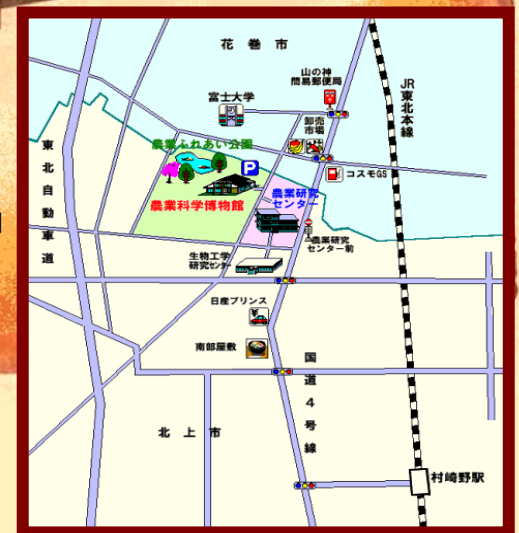 花巻市
山の神
簡易郵便局
JR東北本線
富士大学
卸売
市場
農業ふれあい公園
P
コスモGS
東北自動車道
農業科学博物館
農業研究
センター
農業研究
センター前
生物工学
研究センター
日産プリンス
南部屋敷
国道4号線
北上市
村崎野駅